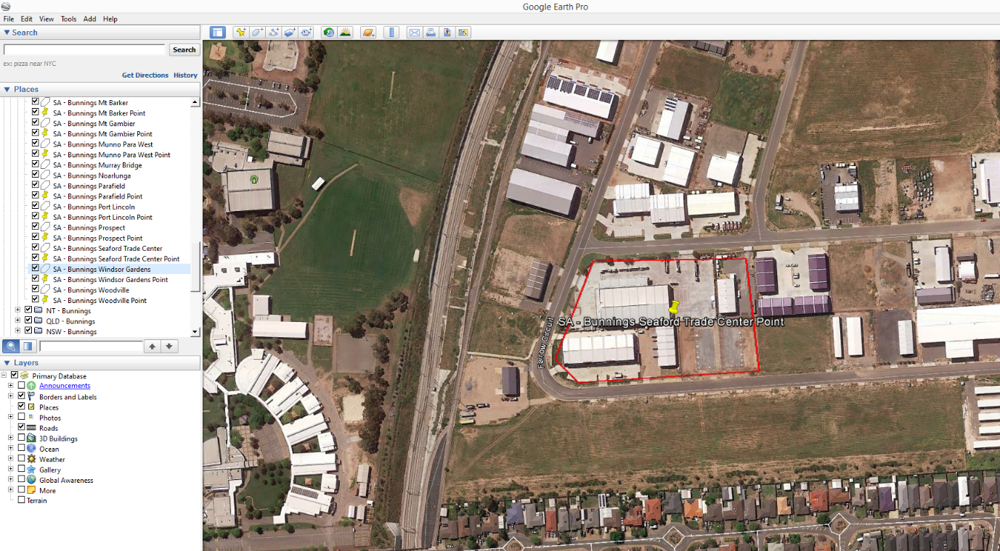 Google Earth Pro
File Edit View Tools Add Help
Search
Search
ex: pizza near NYC
Get Directions History
Places
SA - Bunnings Mt Barker
SA - Bunnings Mt Barker Point
SA - Bunnings Mt Gambier
SA - Bunnings Mt Gambier Point
SA - Bunnings Munno Para West
SA - Bunnings Munno Para West Point
SA - Bunnings Murray Bridge
SA - Bunnings Noarlunga
SA - Bunnings Parafield
SA - Bunnings Parafield Point
SA - Bunnings Port Lincoln
SA - Bunnings Port Lincoln Point
SA - Bunnings Prospect
SA - Bunnings Prospect Point
SA - Bunnings Seaford Trade Center
SA - Bunnings Seaford Trade Center Point
SA - Bunnings Windsor Gardens
SA - Bunnings Windsor Gardens Point
SA - Bunnings Woodville
SA - Bunnings Woodville Point
NT - Bunnings
QLD - Bunnings
NSW - Bunnings
Layers
Primary Database
Announcements
Borders and Labels
Places
Photos
Roads
3D Buildings
Ocean
Weather
Gallery
Global Awareness
More
Terrain
SA - Bunnings Seaford Trade Center Point
Farrow Circuit